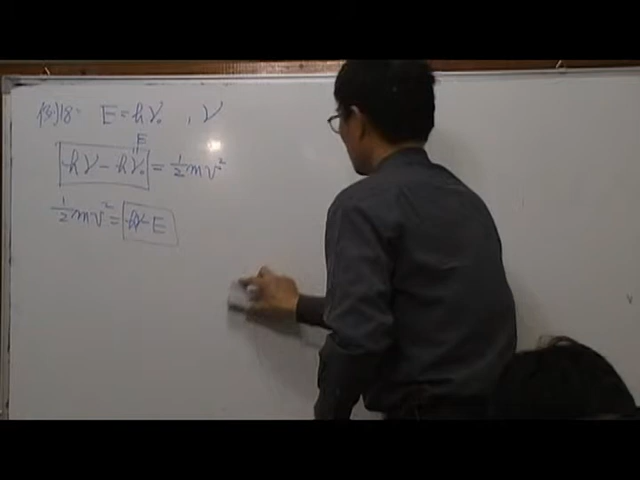 例18: E = hν₀ , ν
E
hν - hν₀ = ½mv²
½mv² = hν - E